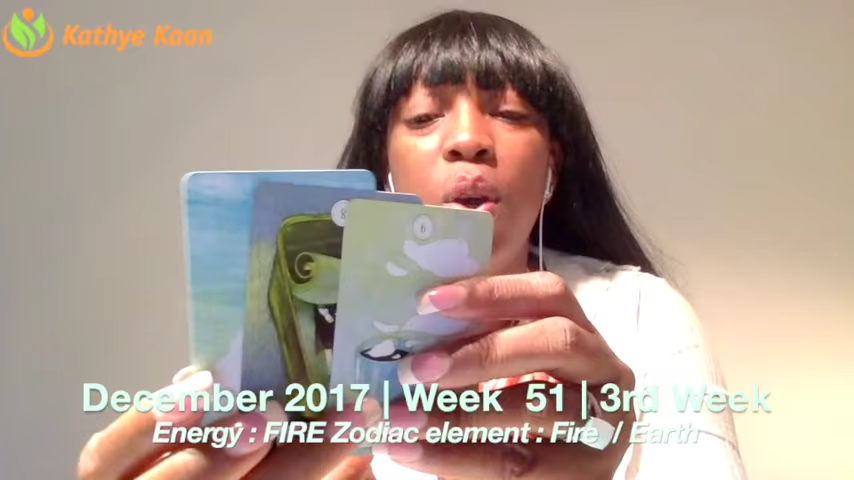 Kathye Kaan
8
6
December 2017 | Week 51 | 3rd Week
Energy : FIRE Zodiac element : Fire / Earth